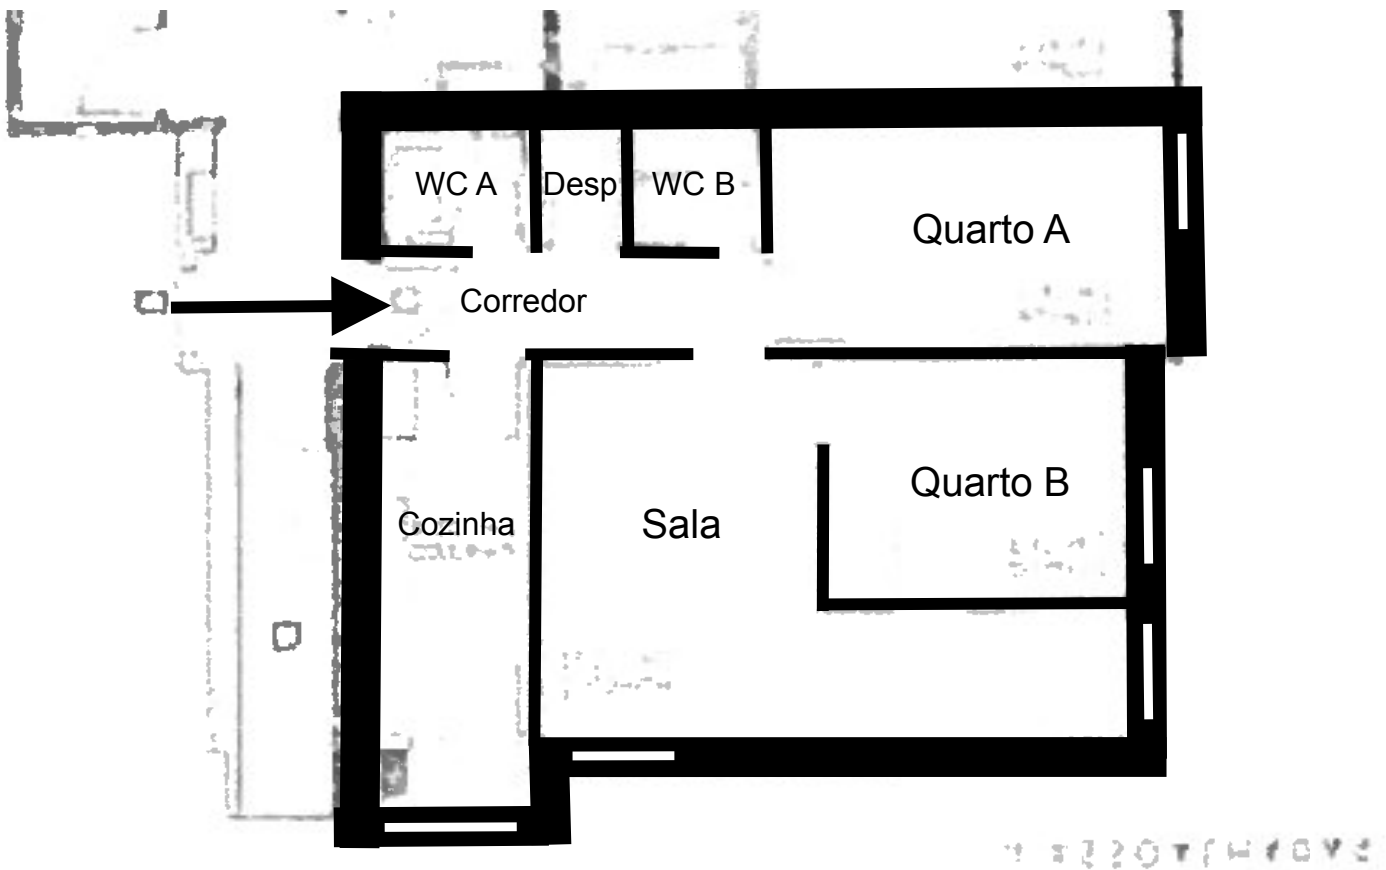 WC A
Desp
WC B
Quarto A
Corredor
Quarto B
Cozinha
Sala